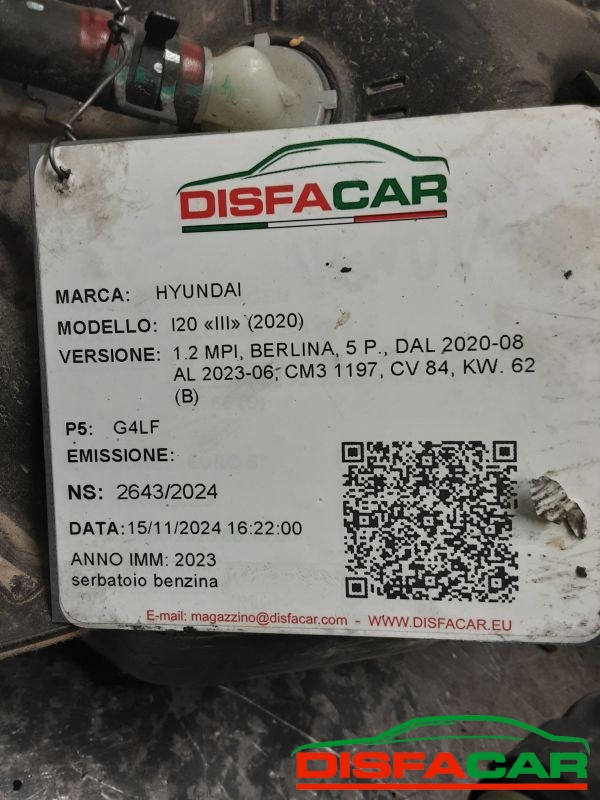 DISFACAR
MARCA: HYUNDAI
MODELLO: I20 «III» (2020)
VERSIONE: 1.2 MPI, BERLINA, 5 P., DAL 2020-08
AL 2023-06, CM3 1197, CV 84, KW. 62
(B)
P5: G4LF
EMISSIONE:
EURO 6
NS: 2643/2024
DATA:15/11/2024 16:22:00
ANNO IMM: 2023
serbatoio benzina
E-mail: magazzino@disfacar.com - WWW.DISFACAR.EU
DISFACAR